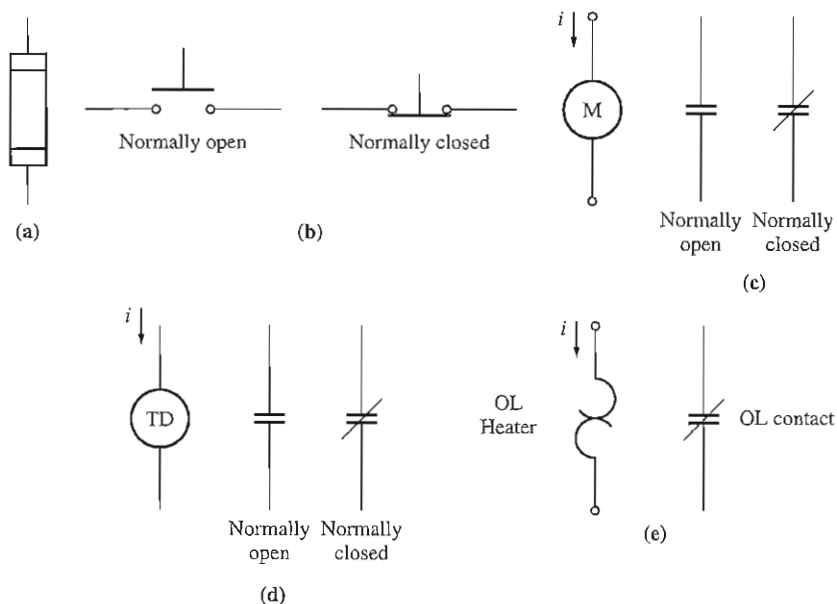 i
M
Normally open
Normally closed
Normally
open
Normally
closed
(a)
(b)
(c)
i
TD
Normally
open
Normally
closed
(d)
i
OL
Heater
OL contact
(e)